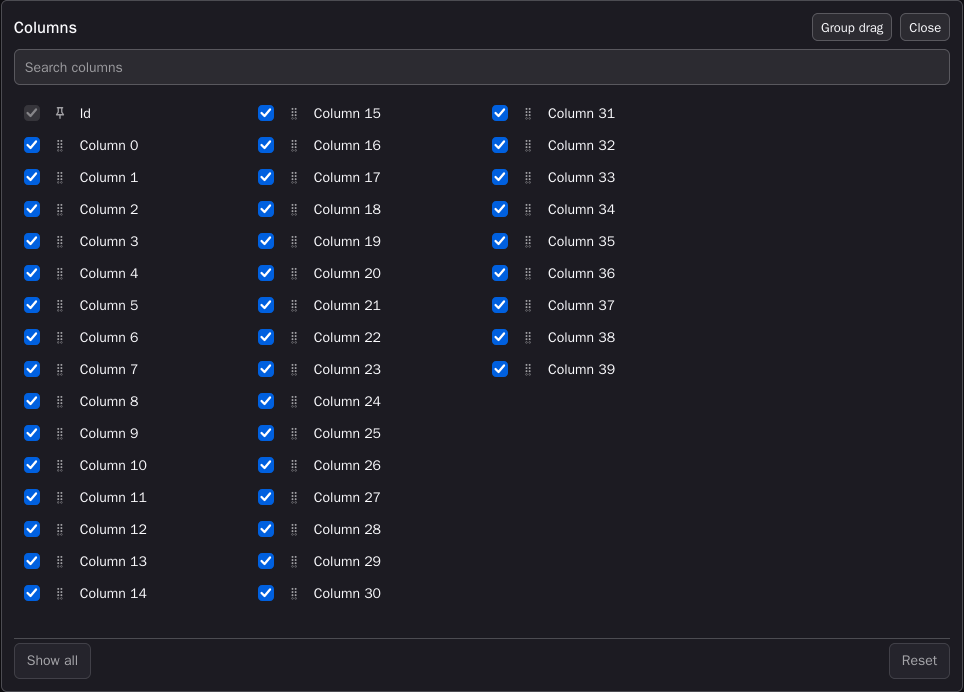 Columns
Group drag
Close
Search columns
Id
Column 0
Column 1
Column 2
Column 3
Column 4
Column 5
Column 6
Column 7
Column 8
Column 9
Column 10
Column 11
Column 12
Column 13
Column 14
Column 15
Column 16
Column 17
Column 18
Column 19
Column 20
Column 21
Column 22
Column 23
Column 24
Column 25
Column 26
Column 27
Column 28
Column 29
Column 30
Column 31
Column 32
Column 33
Column 34
Column 35
Column 36
Column 37
Column 38
Column 39
Show all
Reset